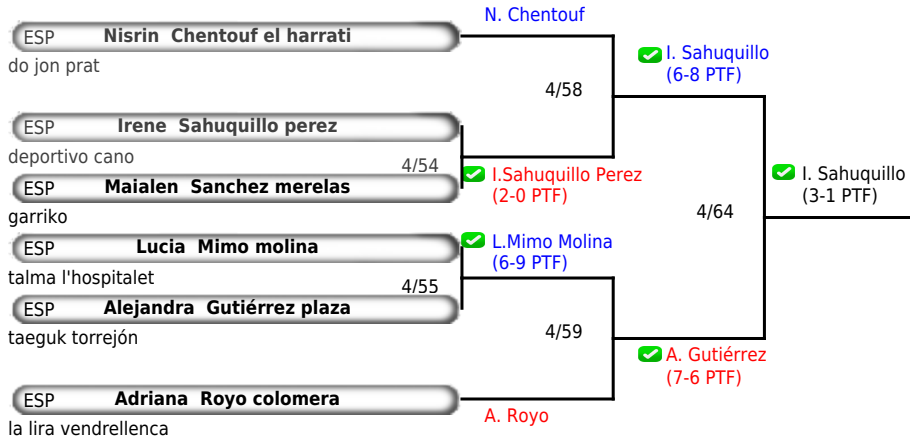 ESP Nisrin Chentouf el harrati
do jon prat
ESP Irene Sahuquillo perez
deportivo cano
ESP Maialen Sanchez merelas
garriko
ESP Lucia Mimo molina
talma l'hospitalet
ESP Alejandra Gutiérrez plaza
taeguk torrejón
ESP Adriana Royo colomera
la lira vendrellenca
4/54
4/55
N. Chentouf
I.Sahuquillo Perez
(2-0 PTF)
L.Mimo Molina
(6-9 PTF)
A. Royo
4/58
4/59
I. Sahuquillo
(6-8 PTF)
A. Gutiérrez
(7-6 PTF)
4/64
I. Sahuquillo
(3-1 PTF)